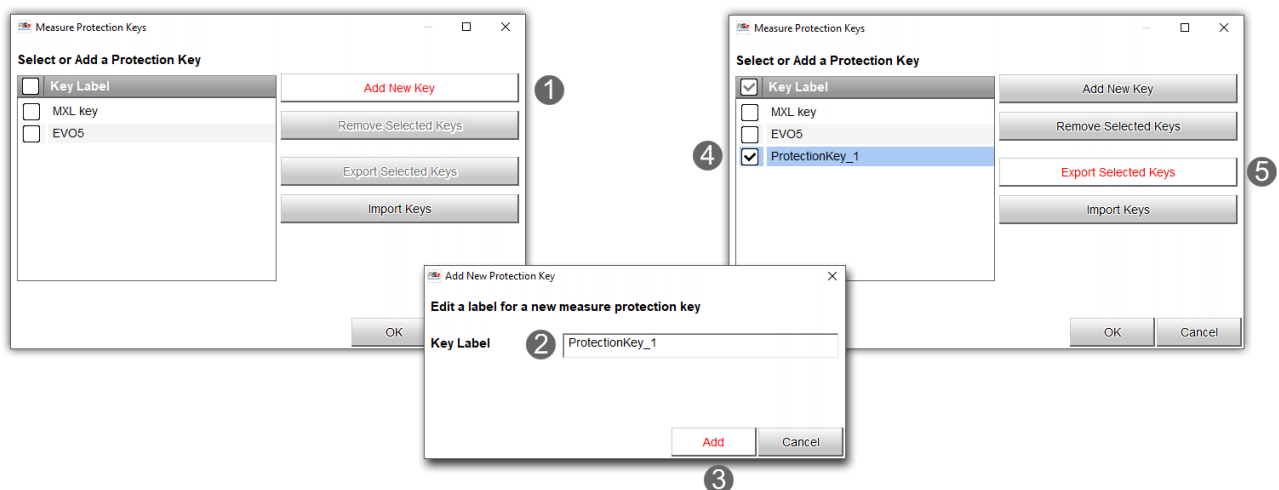 Measure Protection Keys
Select or Add a Protection Key
Key Label
MXL key
EVO5
Add New Key
Remove Selected Keys
Export Selected Keys
Import Keys
OK
1
Add New Protection Key
Edit a label for a new measure protection key
Key Label
2
ProtectionKey_1
Add
Cancel
3
Measure Protection Keys
Select or Add a Protection Key
Key Label
MXL key
EVO5
4
ProtectionKey_1
Add New Key
Remove Selected Keys
Export Selected Keys
5
Import Keys
OK
Cancel